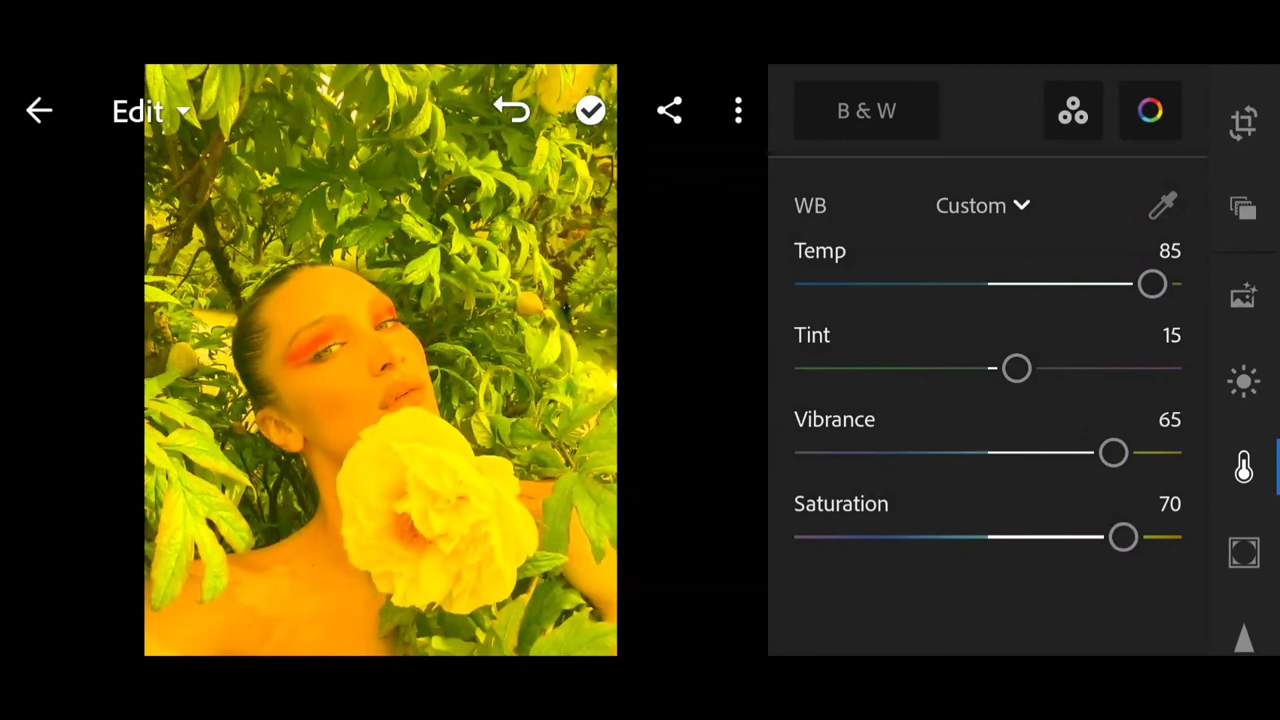 Edit
B & W
WB Custom
Temp 85
Tint 15
Vibrance 65
Saturation 70